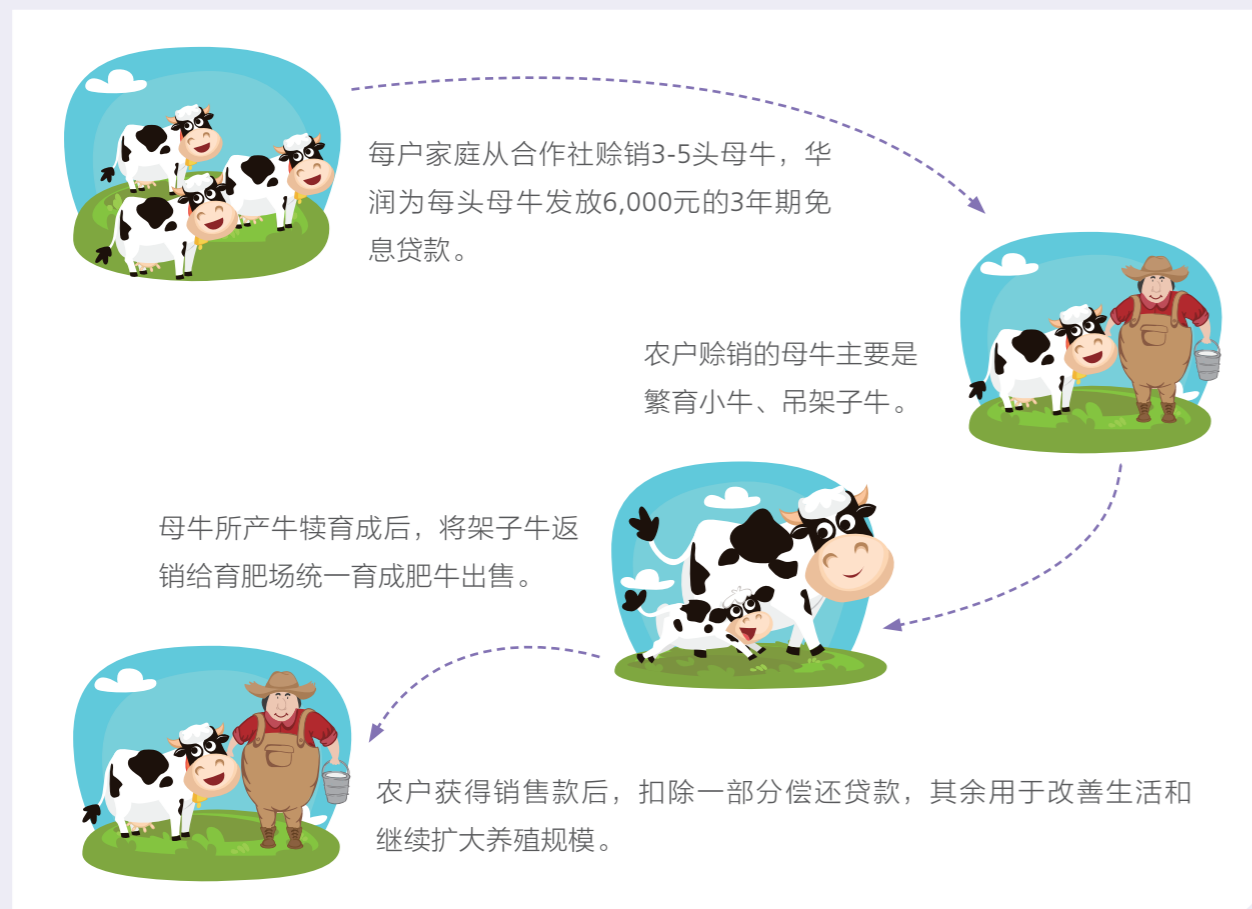 每户家庭从合作社赊销3-5头母牛，华
润为每头母牛发放6,000元的3年期免
息贷款。
农户赊销的母牛主要是
繁育小牛、吊架子牛。
母牛所产牛犊育成后，将架子牛返
销给育肥场统一育成肥牛出售。
农户获得销售款后，扣除一部分偿还贷款，其余用于改善生活和
继续扩大养殖规模。